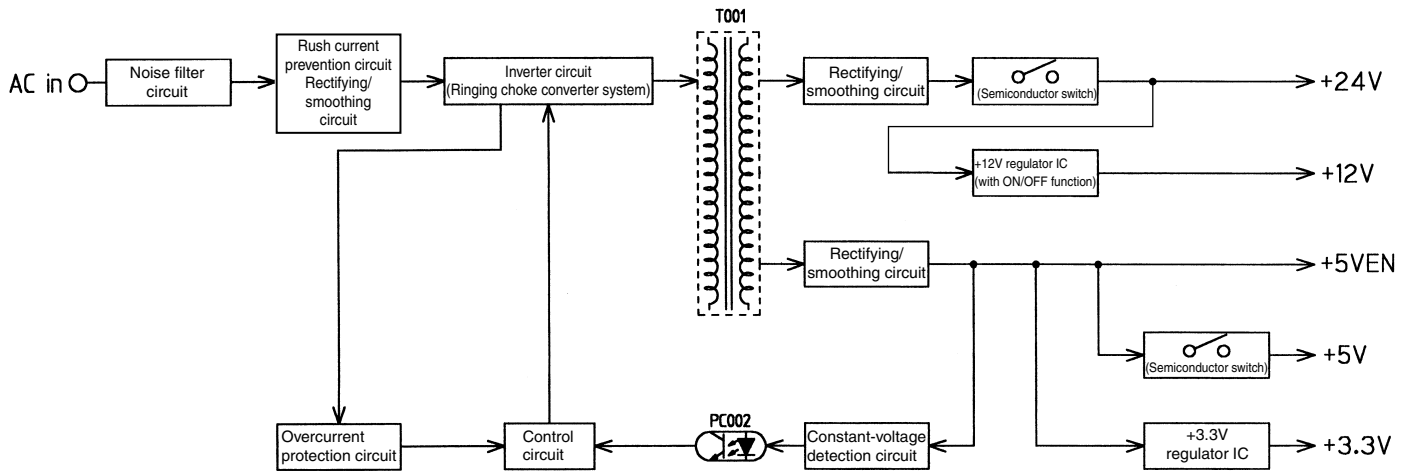 T001
AC in
Noise filter
circuit
Rush current
prevention circuit
Rectifying/
smoothing
circuit
Inverter circuit
(Ringing choke converter system)
Rectifying/
smoothing circuit
(Semiconductor switch)
+24V
+12V regulator IC
(with ON/OFF function)
+12V
Rectifying/
smoothing circuit
+5VEN
(Semiconductor switch)
+5V
Overcurrent
protection circuit
Control
circuit
PC002
Constant-voltage
detection circuit
+3.3V
regulator IC
+3.3V